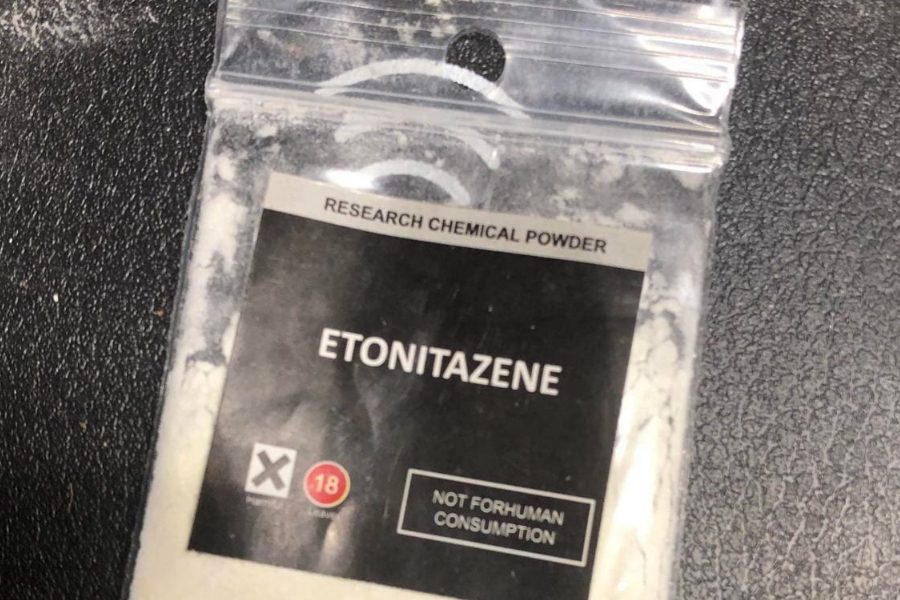 RESEARCH CHEMICAL POWDER
ETONITAZENE
18
NOT FORHUMAN
CONSUMPTION